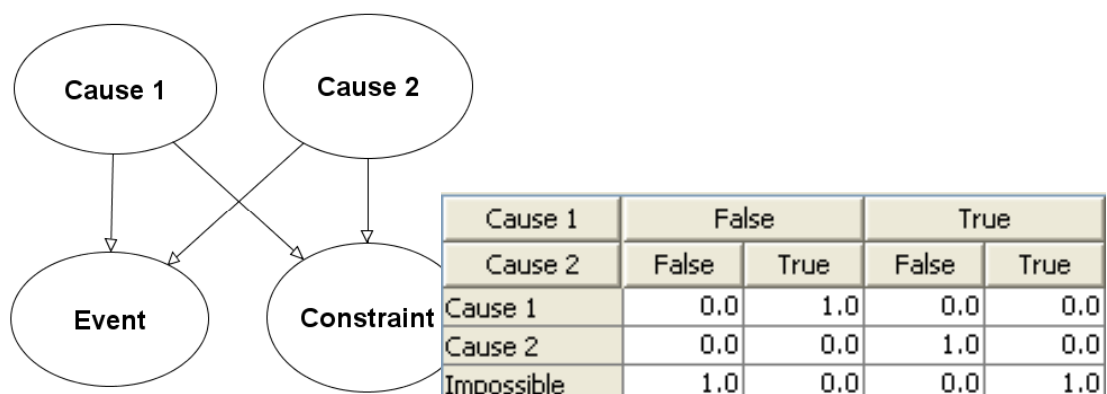 Cause 1
Cause 2
Event
Constraint
Cause 1 False True
Cause 2 False True False True
Cause 1 0.0 1.0 0.0 0.0
Cause 2 0.0 0.0 1.0 0.0
Impossible 1.0 0.0 0.0 1.0